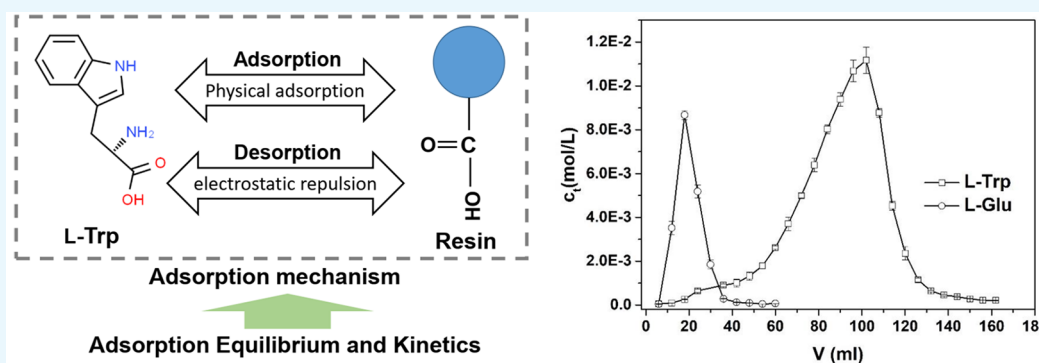 NH
NH₂
O
OH
L-Trp
Adsorption
Physical adsorption
Desorption
electrostatic repulsion
O=C
HO
Resin
Adsorption mechanism
Adsorption Equilibrium and Kinetics
1.2E-2
1.0E-2
8.0E-3
6.0E-3
4.0E-3
2.0E-3
0.0
cₜ(mol/L)
L-Trp
L-Glu
0 20 40 60 80 100 120 140 160 18
V (ml)